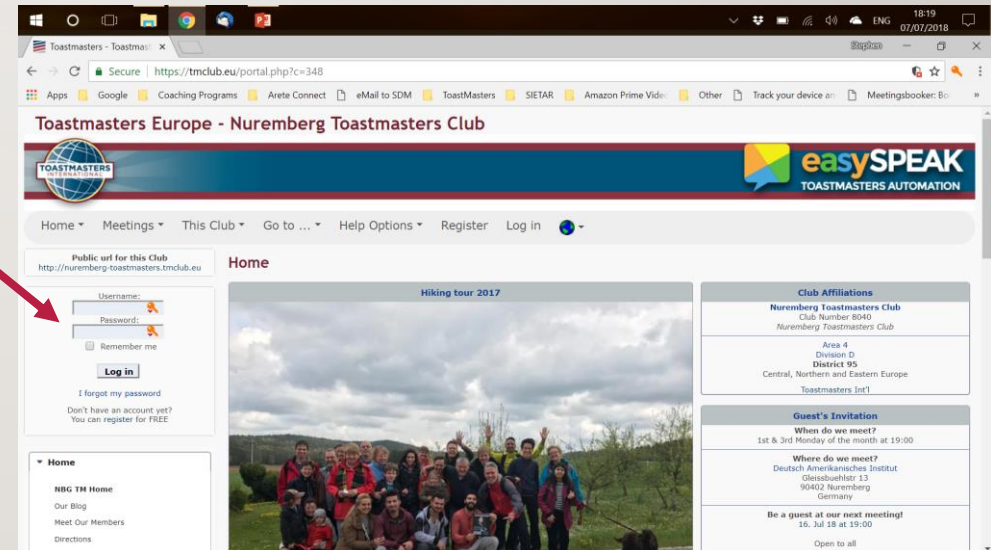 18:19
ENG
07/07/2018
Toastmasters - Toastmast
Stephen
Secure
https://tmclub.eu/portal.php?c=348
Apps Google Coaching Programs Arete Connect eMail to SDM ToastMasters SIETAR Amazon Prime Video Other Track your device an Meetingsbooker: Bo
Toastmasters Europe - Nuremberg Toastmasters Club
TOASTMASTERS
INTERNATIONAL
easySPEAK
TOASTMASTERS AUTOMATION
Home Meetings This Club Go to ... Help Options Register Log in
Public url for this Club
http://nuremberg-toastmasters.tmclub.eu
Username:
Password:
Remember me
Log in
I forgot my password
Don't have an account yet?
You can register for FREE
Home
NBG TM Home
Our Blog
Meet Our Members
Directions
Home
Hiking tour 2017
Club Affiliations
Nuremberg Toastmasters Club
Club Number 8040
Nuremberg Toastmasters Club
Area 4
Division D
District 95
Central, Northern and Eastern Europe
Toastmasters Int'l
Guest's Invitation
When do we meet?
1st & 3rd Monday of the month at 19:00
Where do we meet?
Deutsch Amerikanisches Institut
Gleissbuehlstr 13
90402 Nuremberg
Germany
Be a guest at our next meeting!
16. Jul 18 at 19:00
Open to all